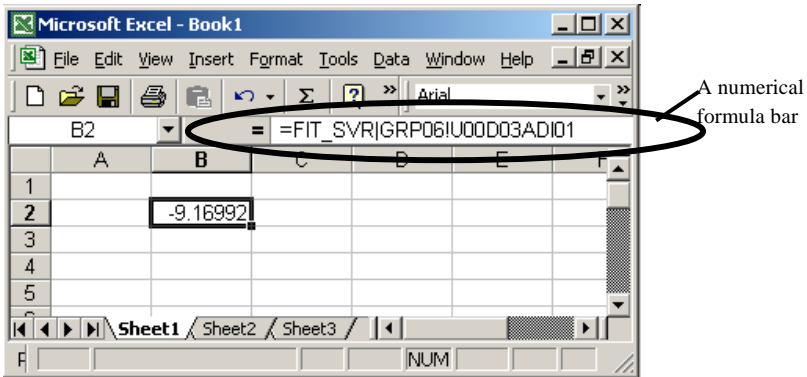 Microsoft Excel - Book1
File Edit View Insert Format Tools Data Window Help
Σ ? » Arial »
B2 = =FIT_SVR|GRP06!U00D03ADI01
A numerical
formula bar
A B C D E F
1
2 -9.16992
3
4
5
6
Sheet1 Sheet2 Sheet3
NUM